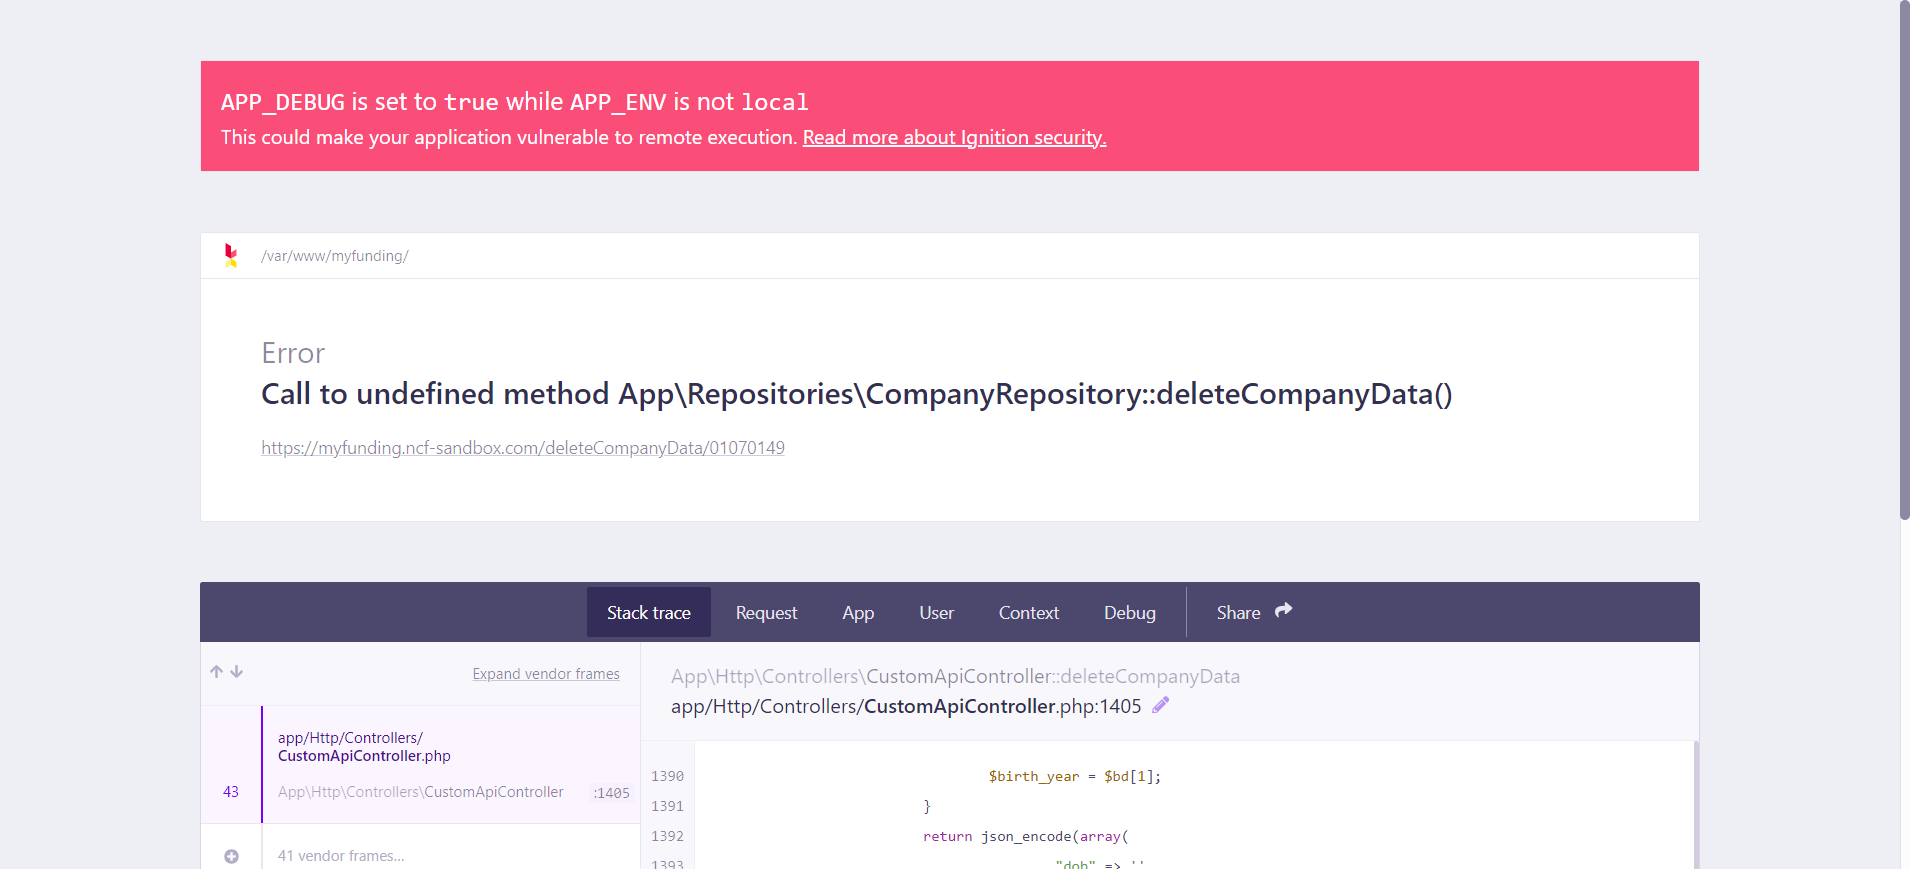 APP_DEBUG is set to true while APP_ENV is not local
This could make your application vulnerable to remote execution. Read more about Ignition security.
/var/www/myfunding/
Error
Call to undefined method App\Repositories\CompanyRepository::deleteCompanyData()
https://myfunding.ncf-sandbox.com/deleteCompanyData/01070149
Stack trace Request App User Context Debug Share
Expand vendor frames
app/Http/Controllers/
CustomApiController.php
43 App\Http\Controllers\CustomApiController :1405
41 vendor frames…
App\Http\Controllers\CustomApiController::deleteCompanyData
app/Http/Controllers/CustomApiController.php:1405
1390 $birth_year = $bd[1];
1391 }
1392 return json_encode(array(
1393 "dob" => ''